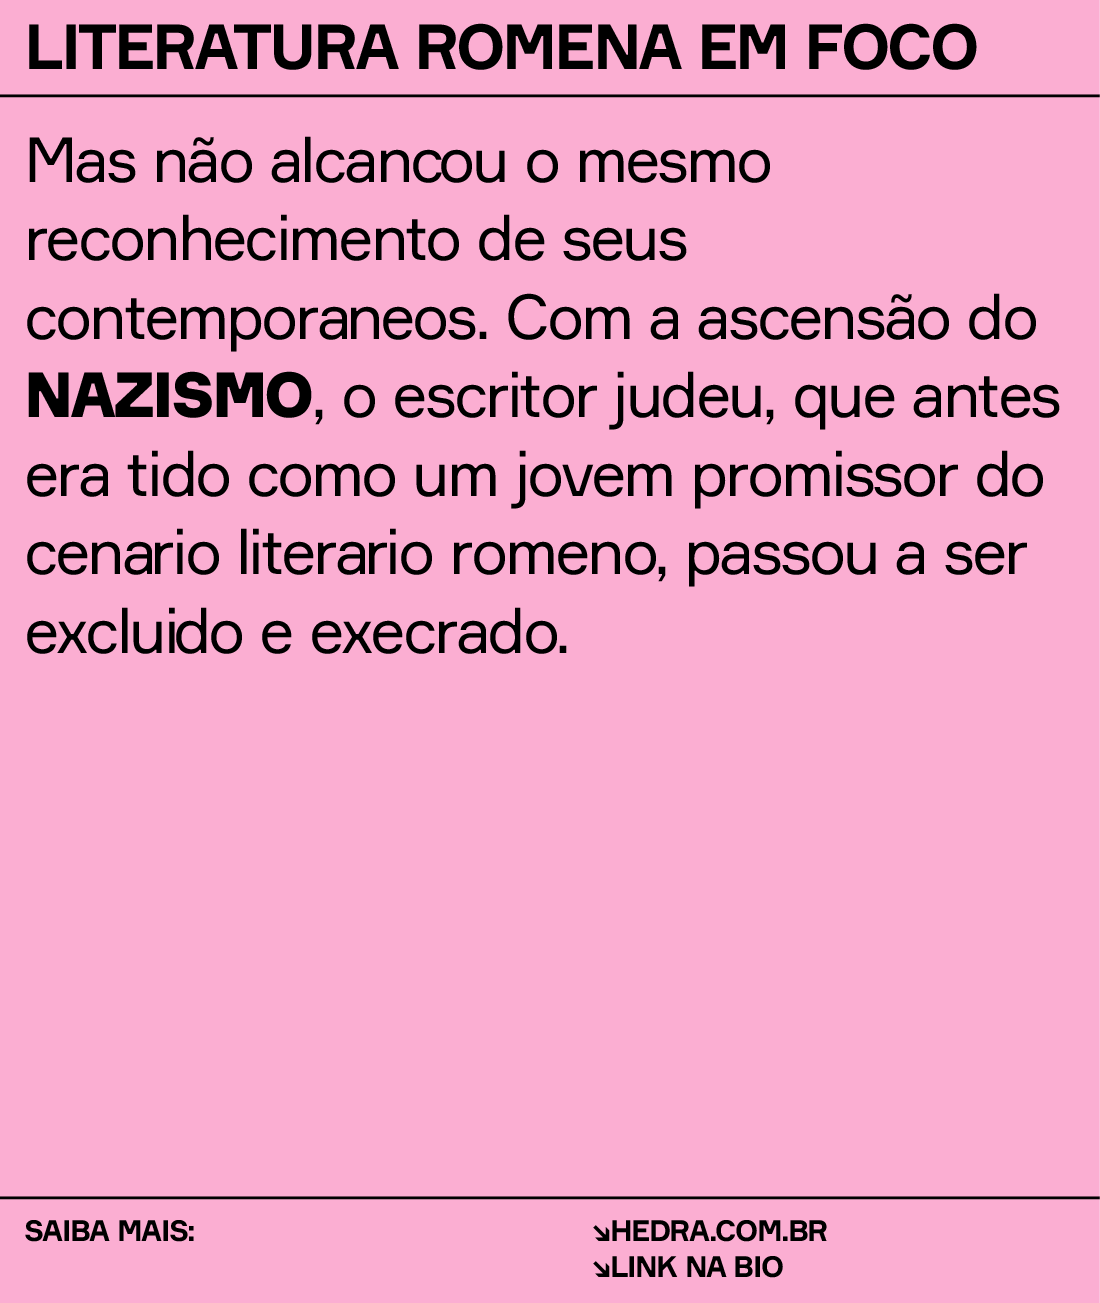 LITERATURA ROMENA EM FOCO
Mas não alcancou o mesmo
reconhecimento de seus
contemporaneos. Com a ascensão do
NAZISMO, o escritor judeu, que antes
era tido como um jovem promissor do
cenario literario romeno, passou a ser
excluido e execrado.
SAIBA MAIS:
↘HEDRA.COM.BR
↘LINK NA BIO